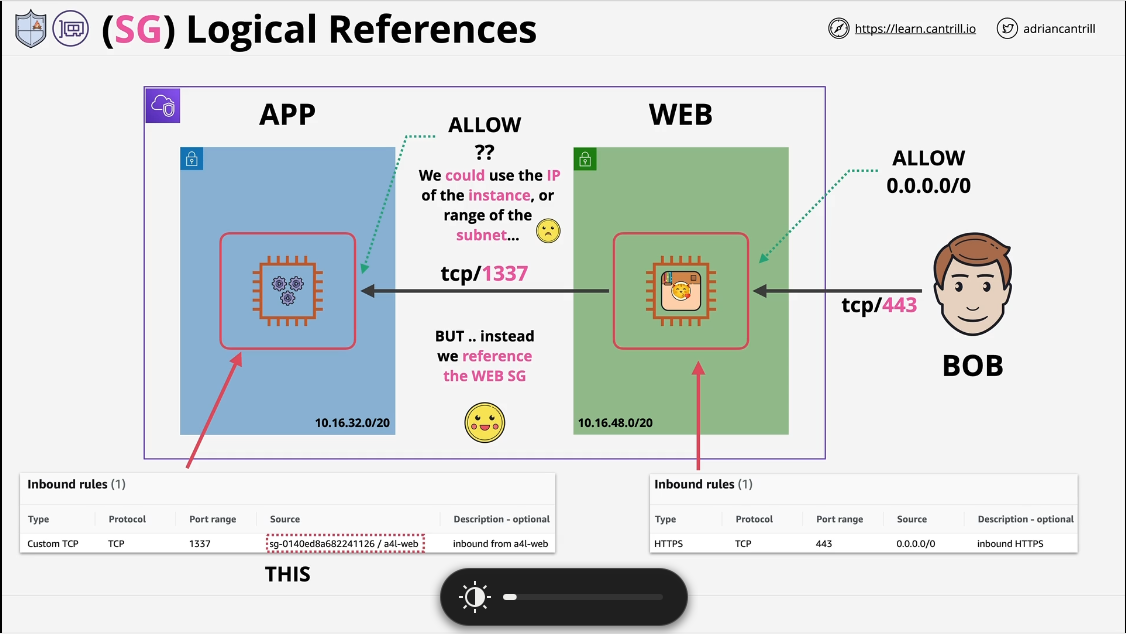 (SG) Logical References
https://learn.cantrill.io
adriancantrill
APP
WEB
ALLOW
??
We could use the IP
of the instance, or
range of the
subnet...
ALLOW
0.0.0.0/0
tcp/1337
tcp/443
BUT .. instead
we reference
the WEB SG
BOB
10.16.32.0/20
10.16.48.0/20
Inbound rules (1)
Type Protocol Port range Source Description - optional
Custom TCP TCP 1337 sg-0140ed8a682241126 / a4l-web inbound from a4l-web
THIS
Inbound rules (1)
Type Protocol Port range Source Description - optional
HTTPS TCP 443 0.0.0.0/0 inbound HTTPS